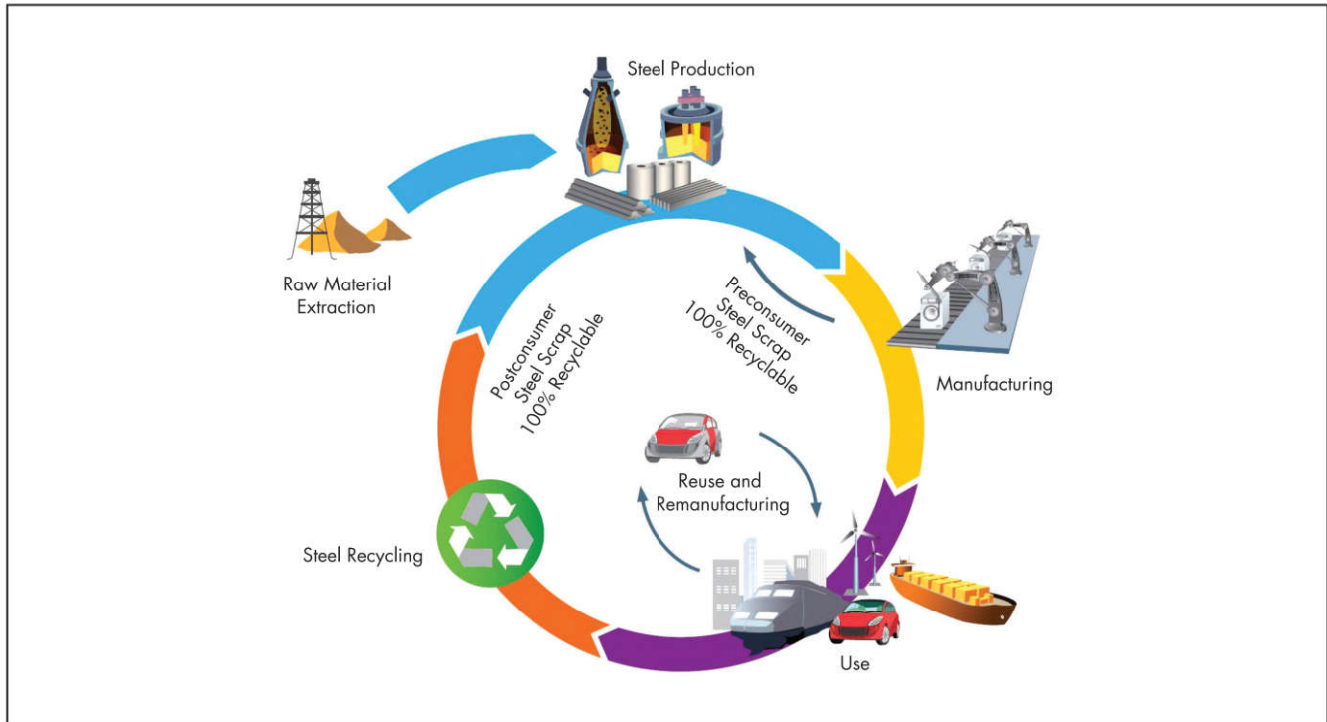 Steel Production
Raw Material
Extraction
Preconsumer
Steel Scrap
100% Recyclable
Postconsumer
Steel Scrap
100% Recyclable
Manufacturing
Reuse and
Remanufacturing
Steel Recycling
Use